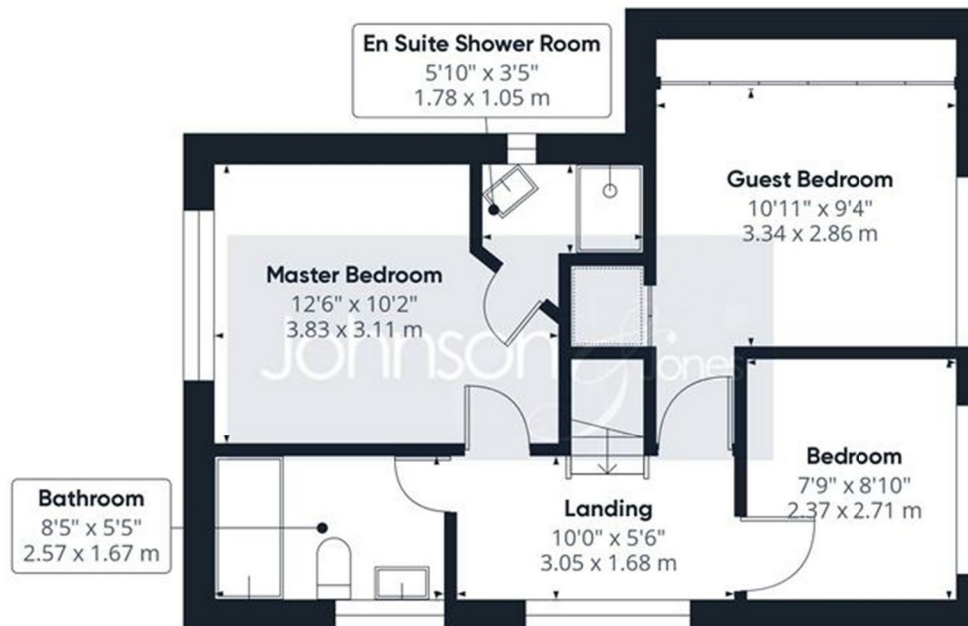 En Suite Shower Room
5'10" x 3'5"
1.78 x 1.05 m
Guest Bedroom
10'11" x 9'4"
3.34 x 2.86 m
Master Bedroom
12'6" x 10'2"
3.83 x 3.11 m
Johnson & Jones
Bedroom
7'9" x 8'10"
2.37 x 2.71 m
Bathroom
8'5" x 5'5"
2.57 x 1.67 m
Landing
10'0" x 5'6"
3.05 x 1.68 m